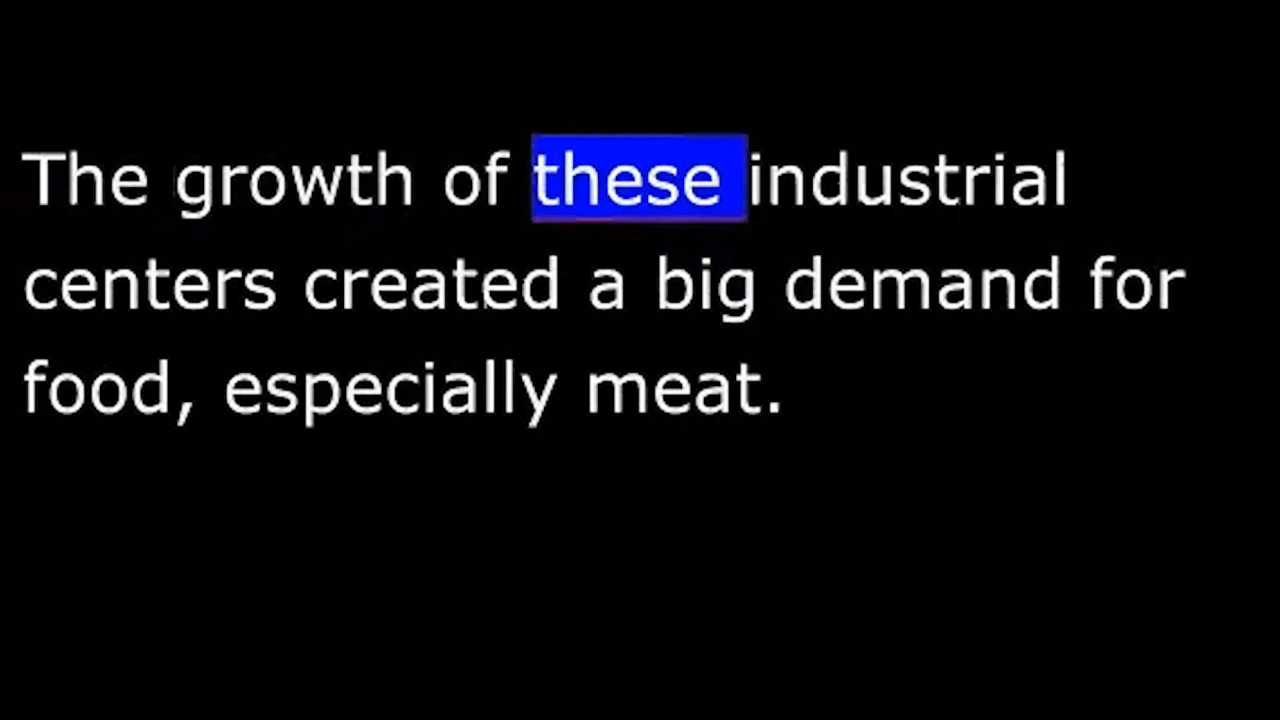 The growth of these industrial
centers created a big demand for
food, especially meat.